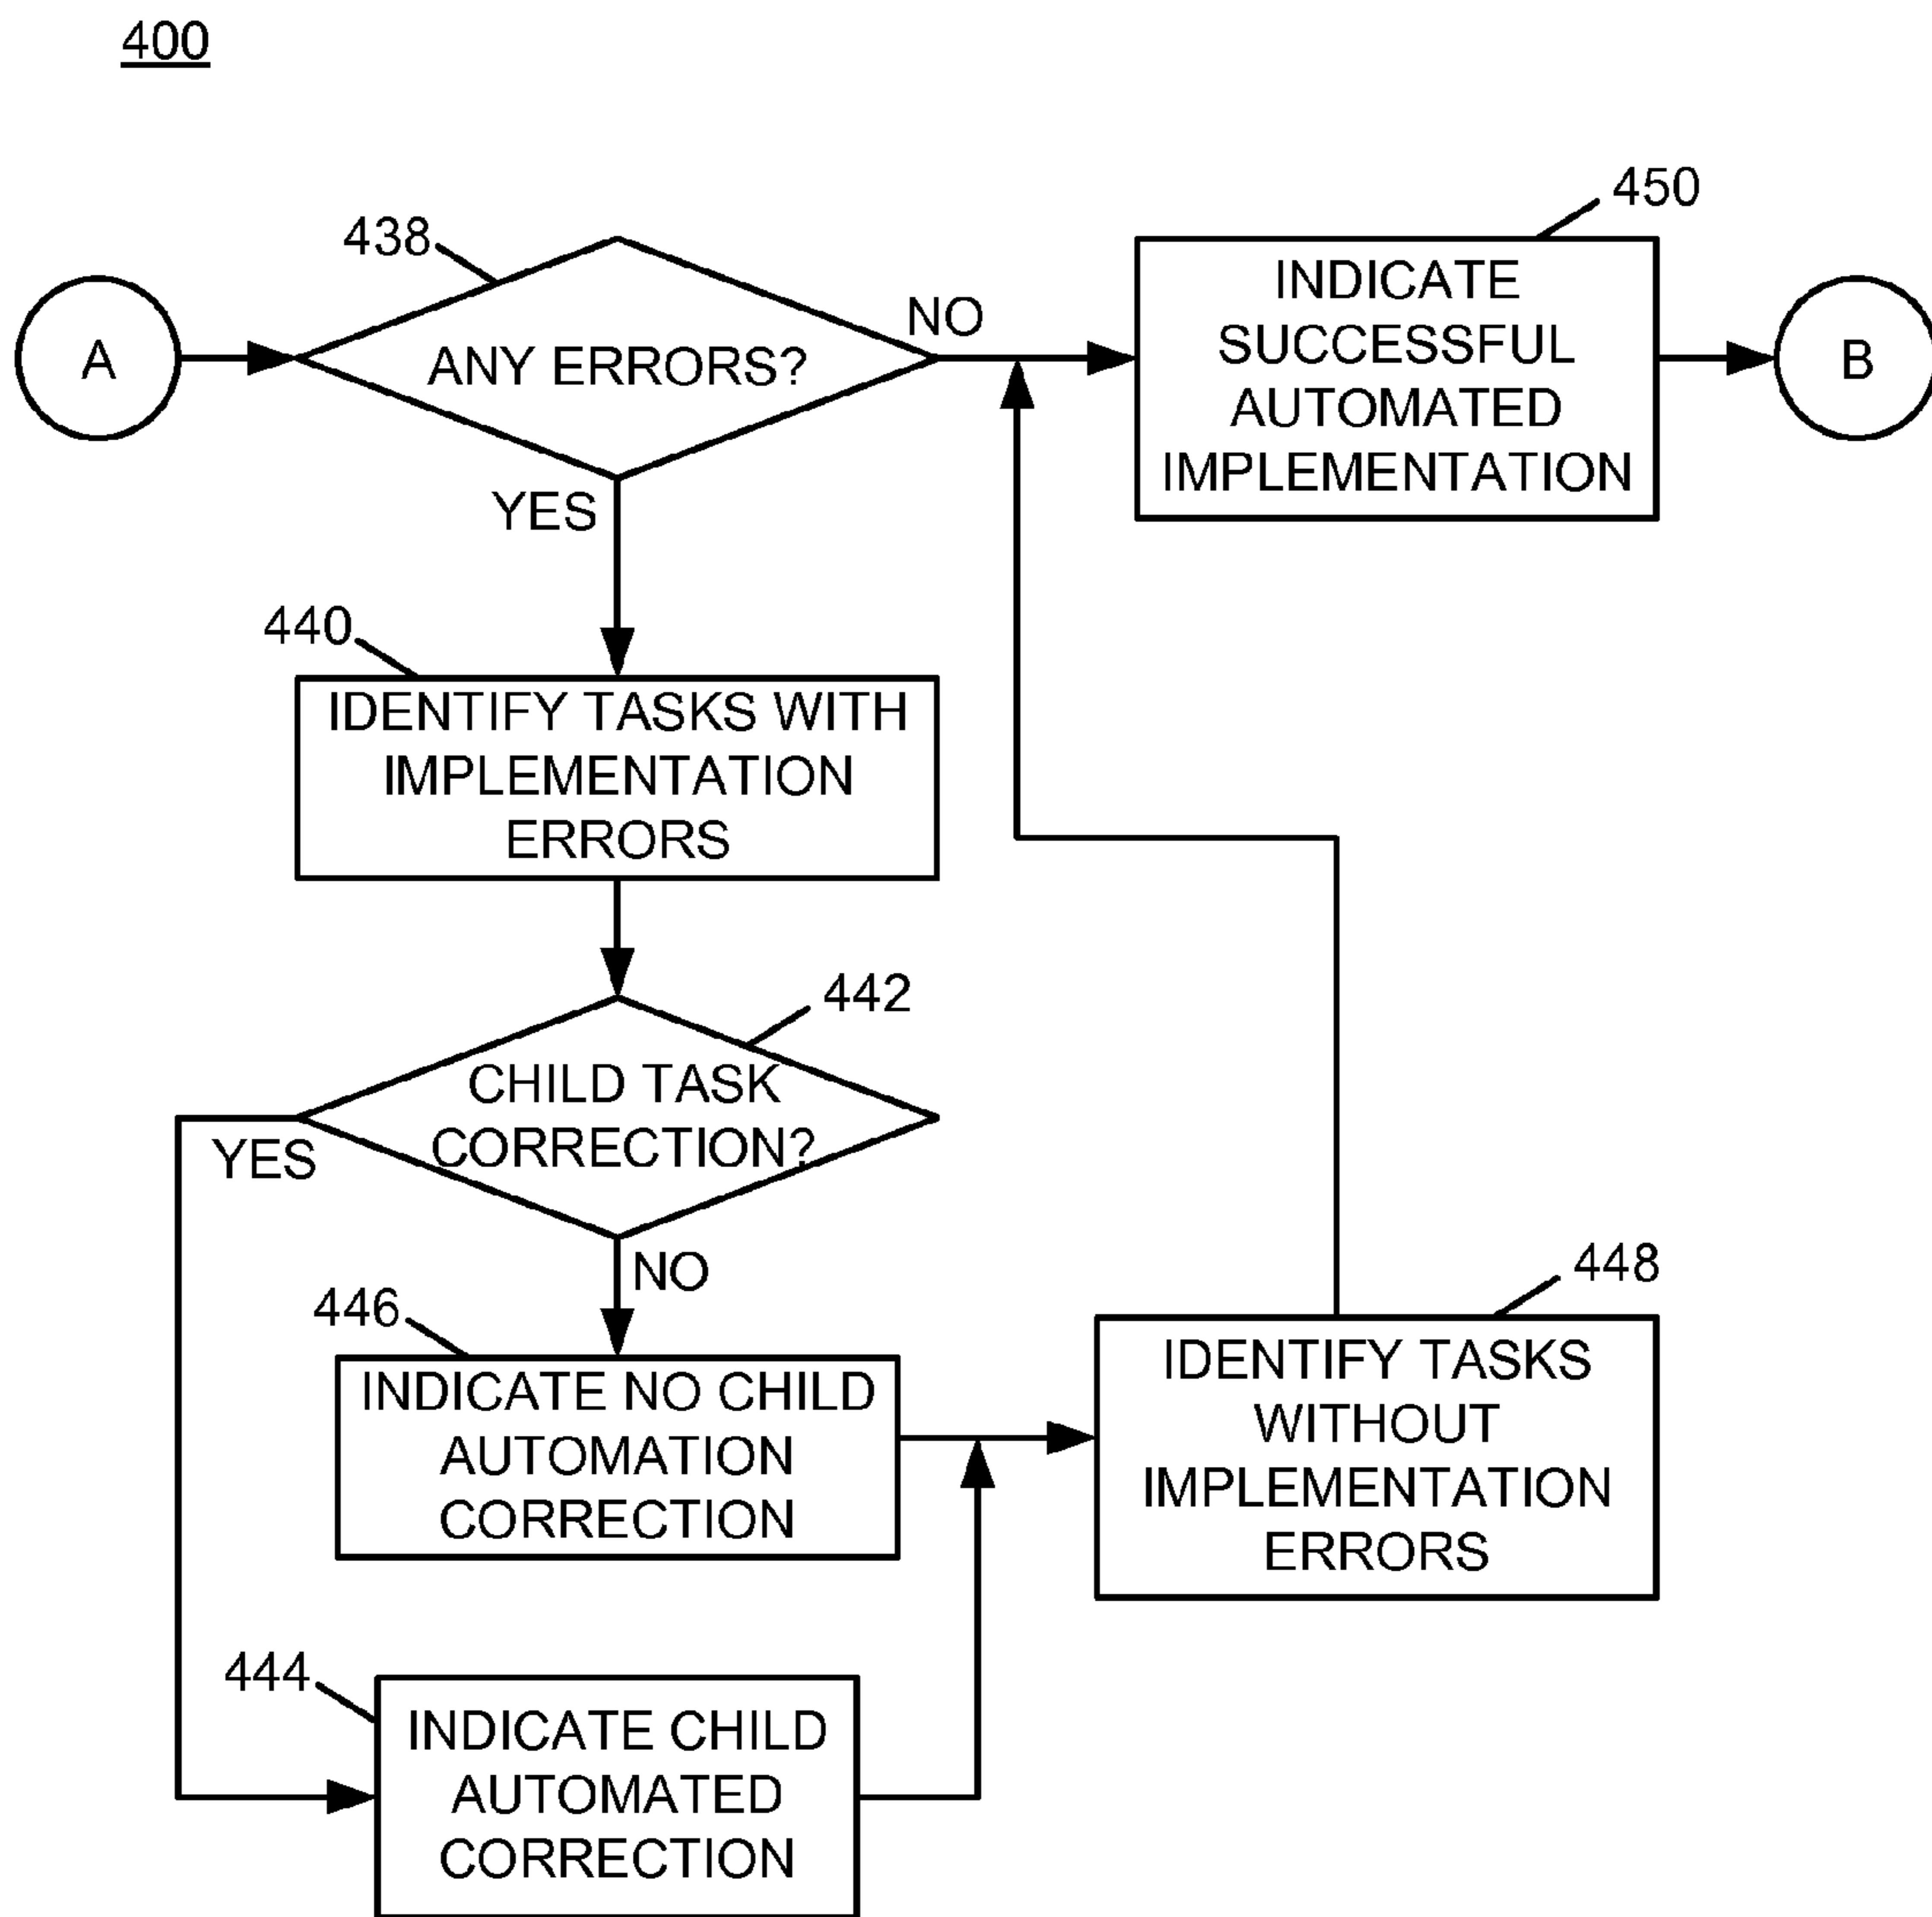 400
450
438
NO
INDICATE
SUCCESSFUL
AUTOMATED
IMPLEMENTATION
A
ANY ERRORS?
B
YES
440
IDENTIFY TASKS WITH
IMPLEMENTATION
ERRORS
442
CHILD TASK
CORRECTION?
YES
NO
446
448
INDICATE NO CHILD
AUTOMATION
CORRECTION
IDENTIFY TASKS
WITHOUT
IMPLEMENTATION
ERRORS
444
INDICATE CHILD
AUTOMATED
CORRECTION